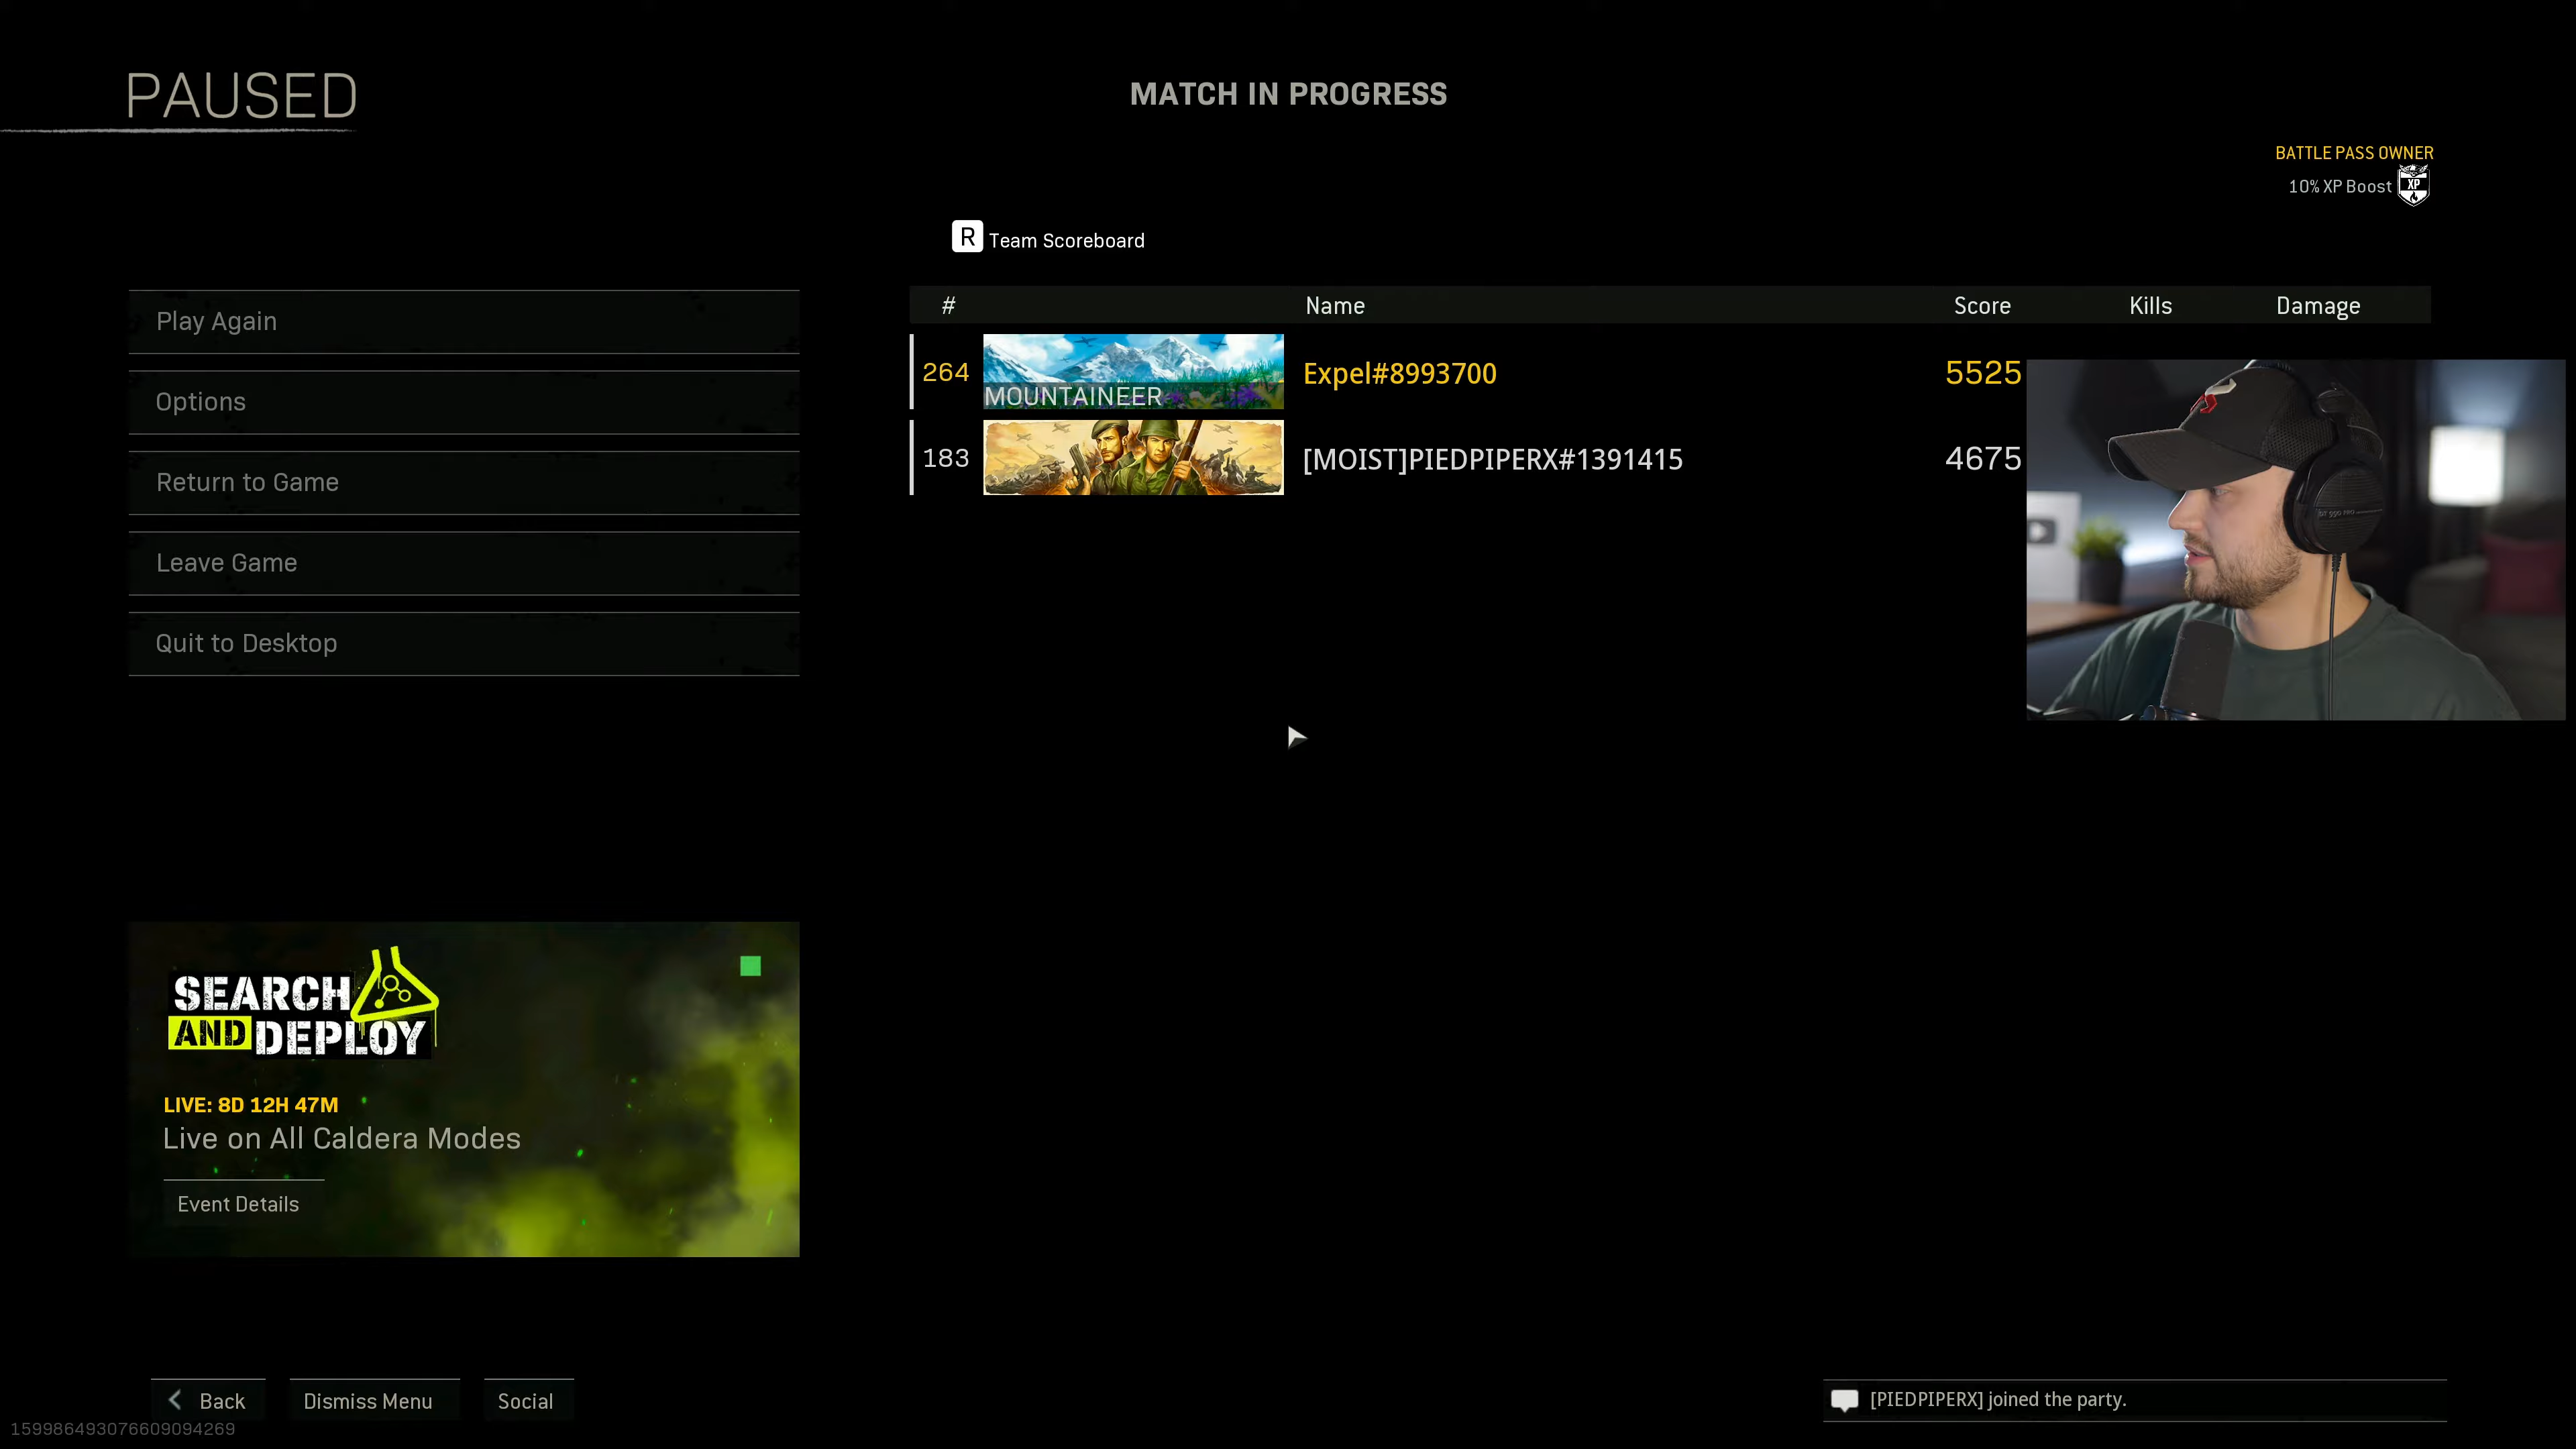 PAUSED
MATCH IN PROGRESS
BATTLE PASS OWNER
10% XP Boost XP
R Team Scoreboard
# Name Score Kills Damage
Play Again
Options
Return to Game
Leave Game
Quit to Desktop
264 MOUNTAINEER Expel#8993700 5525
183 [MOIST]PIEDPIPERX#1391415 4675
SEARCH
AND DEPLOY
LIVE: 8D 12H 47M
Live on All Caldera Modes
Event Details
Back Dismiss Menu Social
[PIEDPIPERX] joined the party.
159986493076609094269